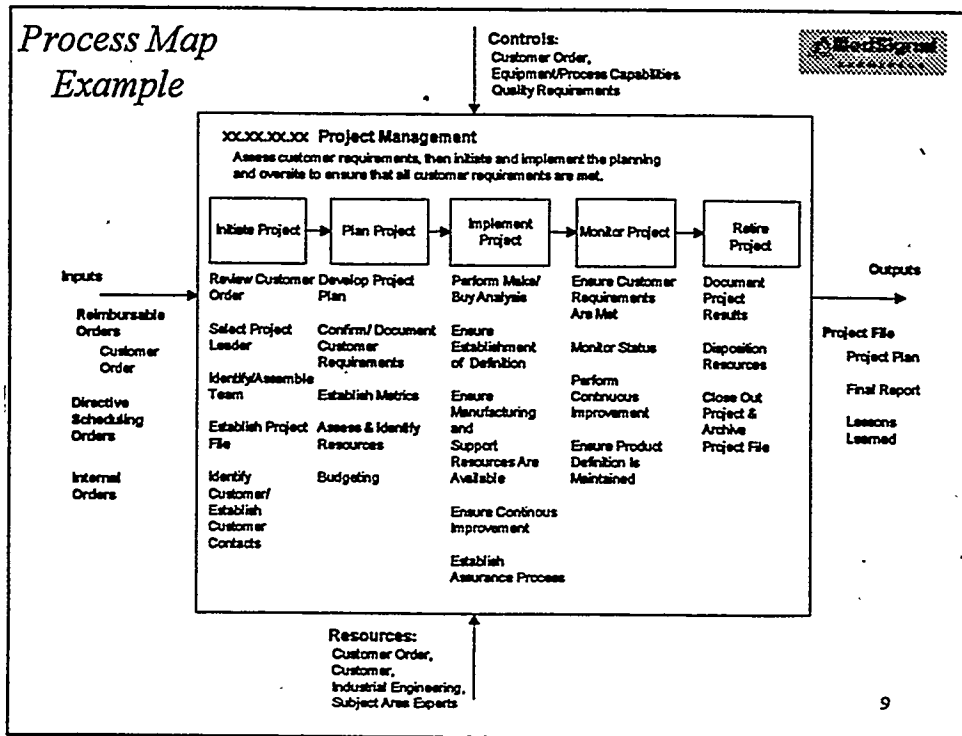 Process Map
Example
Controls:
Customer Order,
Equipment/Process Capabilities
Quality Requirements
AlliedSignal
AEROSPACE
xx.xx.xx.xx Project Management
Assess customer requirements, then initiate and implement the planning
and oversite to ensure that all customer requirements are met.
Initiate Project
Plan Project
Implement
Project
Monitor Project
Retire
Project
Inputs
Reimbursable
Orders
Customer
Order
Directive
Scheduling
Orders
Internal
Orders
Review Customer
Order
Select Project
Leader
Identify/Assemble
Team
Establish Project
File
Identify
Customer/
Establish
Customer
Contacts
Develop Project
Plan
Confirm/Document
Customer
Requirements
Establish Metrics
Assess & Identify
Resources
Budgeting
Perform Make/
Buy Analysis
Ensure
Establishment
of Definition
Ensure
Manufacturing
and
Support
Resources Are
Available
Ensure Continous
Improvement
Establish
Assurance Process
Ensure Customer
Requirements
Are Met
Monitor Status
Perform
Continuous
Improvement
Ensure Product
Definition Is
Maintained
Document
Project
Results
Disposition
Resources
Close Out
Project &
Archive
Project File
Outputs
Project File
Project Plan
Final Report
Lessons
Learned
Resources:
Customer Order,
Customer,
Industrial Engineering,
Subject Area Experts
9